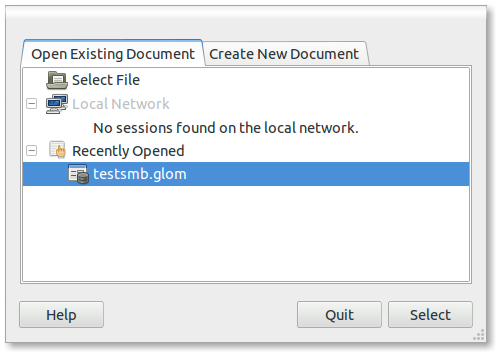 Open Existing Document Create New Document
Select File
Local Network
No sessions found on the local network.
Recently Opened
testsmb.glom
Help Quit Select